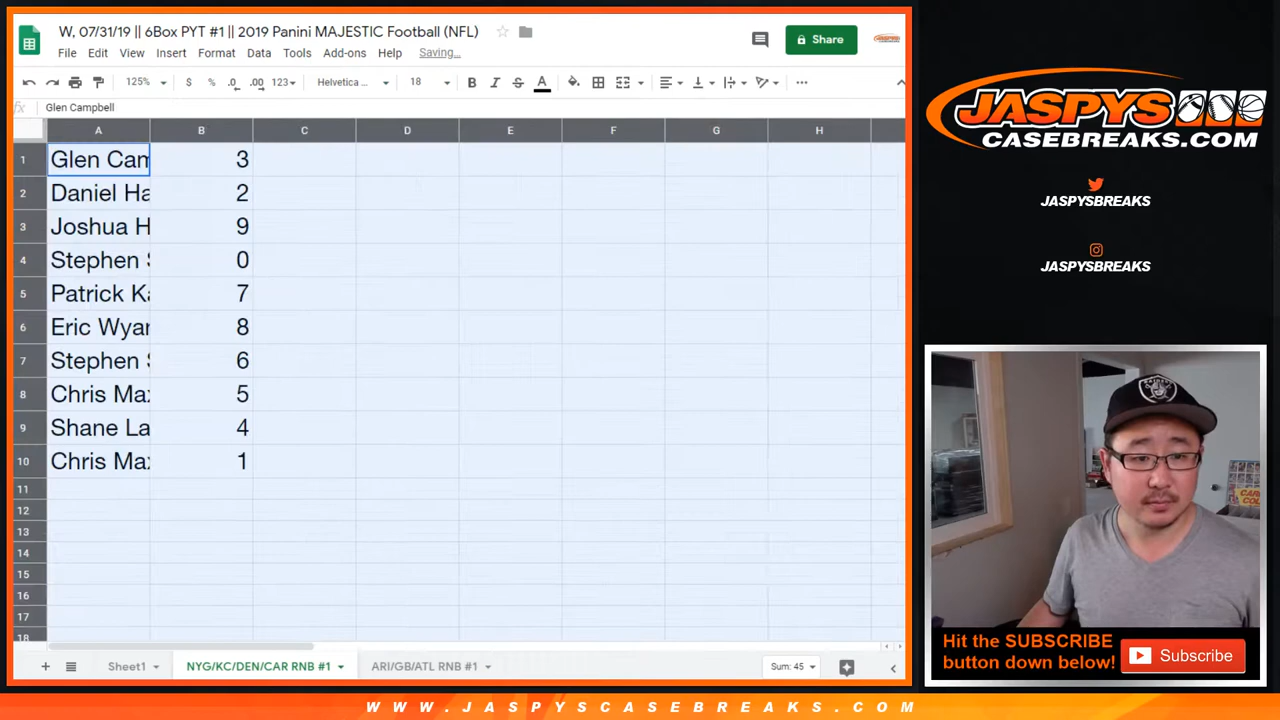 W, 07/31/19 || 6Box PYT #1 || 2019 Panini MAJESTIC Football (NFL)
File Edit View Insert Format Data Tools Add-ons Help Saving...
Share
125% $ % .0 .00 123 Helvetica ... 18 B I S A
fx Glen Campbell
A B C D E F G H
1 Glen Cam 3
2 Daniel Ha 2
3 Joshua H 9
4 Stephen S 0
5 Patrick Ka 7
6 Eric Wyan 8
7 Stephen S 6
8 Chris Max 5
9 Shane La 4
10 Chris Max 1
11
12
13
14
15
16
17
18
Sheet1 NYG/KC/DEN/CAR RNB #1 ARI/GB/ATL RNB #1 Sum: 45
JASPYS
CASEBREAKS.COM
JASPYSBREAKS
JASPYSBREAKS
Hit the SUBSCRIBE
button down below!
Subscribe
WWW.JASPYSCASEBREAKS.COM